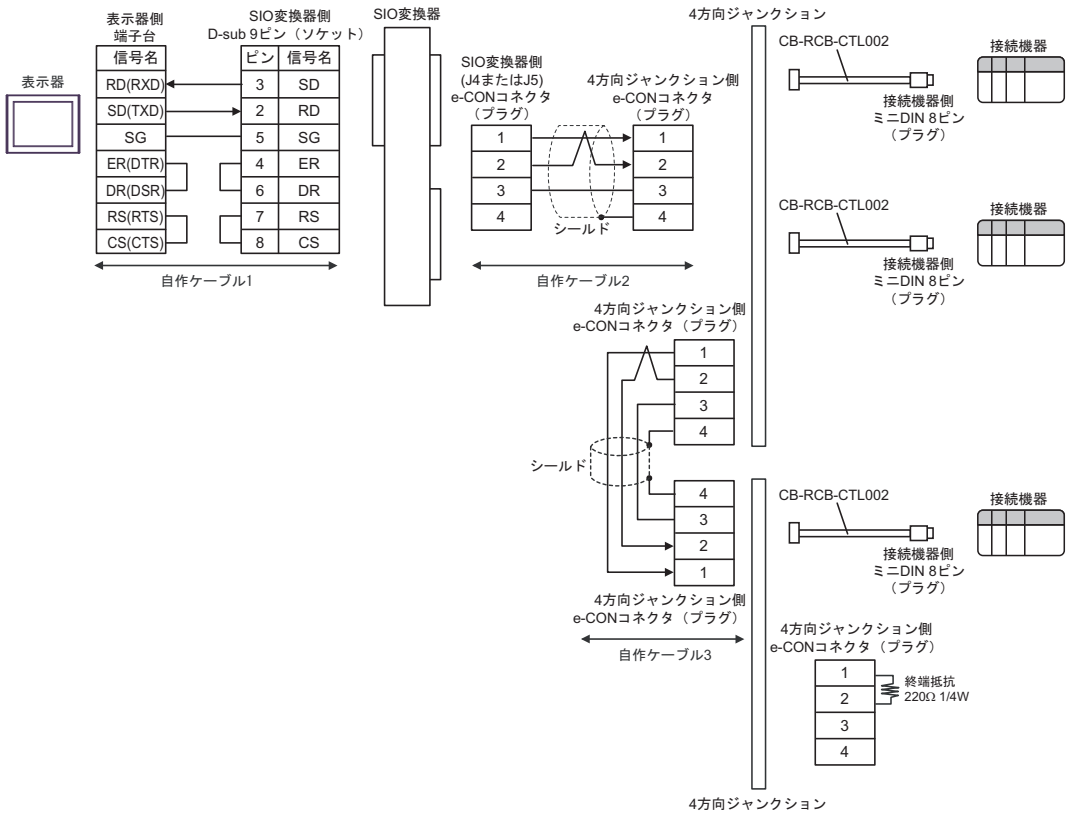 表示器
表示器側
端子台
信号名
RD(RXD)
SD(TXD)
SG
ER(DTR)
DR(DSR)
RS(RTS)
CS(CTS)
SIO変換器側
D-sub 9ピン（ソケット）
ピン 信号名
3 SD
2 RD
5 SG
4 ER
6 DR
7 RS
8 CS
自作ケーブル1
SIO変換器
SIO変換器側
(J4またはJ5)
e-CONコネクタ
（プラグ）
1
2
3
4
シールド
4方向ジャンクション側
e-CONコネクタ
（プラグ）
1
2
3
4
自作ケーブル2
4方向ジャンクション
CB-RCB-CTL002
接続機器側
ミニDIN 8ピン
（プラグ）
接続機器
CB-RCB-CTL002
接続機器側
ミニDIN 8ピン
（プラグ）
接続機器
4方向ジャンクション側
e-CONコネクタ（プラグ）
1
2
3
4
シールド
4
3
2
1
4方向ジャンクション側
e-CONコネクタ（プラグ）
自作ケーブル3
CB-RCB-CTL002
接続機器側
ミニDIN 8ピン
（プラグ）
接続機器
4方向ジャンクション側
e-CONコネクタ（プラグ）
1
2
3
4
終端抵抗
220Ω 1/4W
4方向ジャンクション